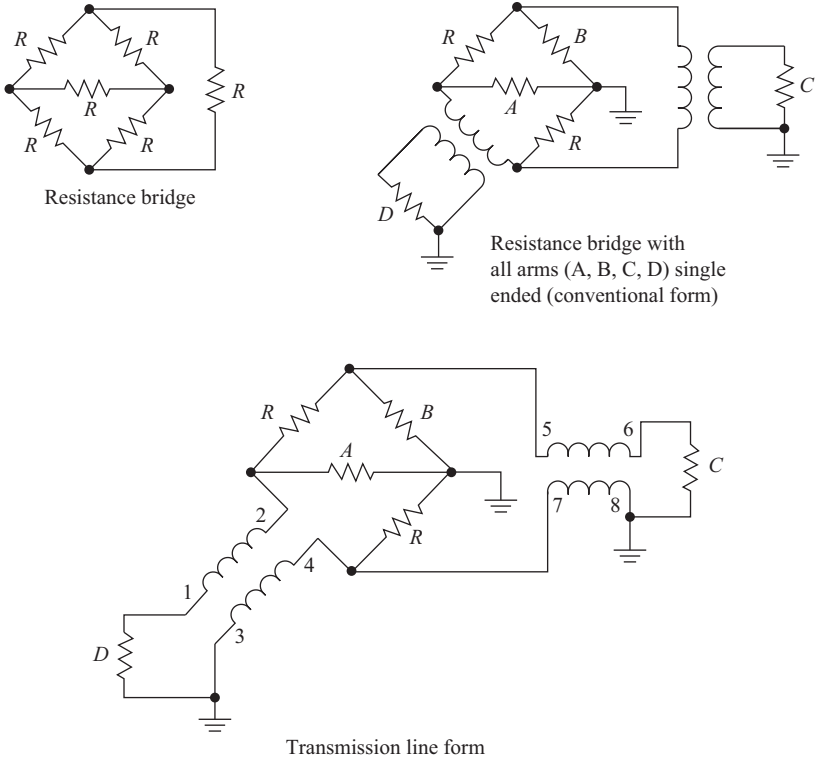 R
R
R
R
R
R
Resistance bridge
R
B
A
R
C
D
Resistance bridge with
all arms (A, B, C, D) single
ended (conventional form)
R
B
A
R
5
6
7
8
C
2
1
4
3
D
Transmission line form